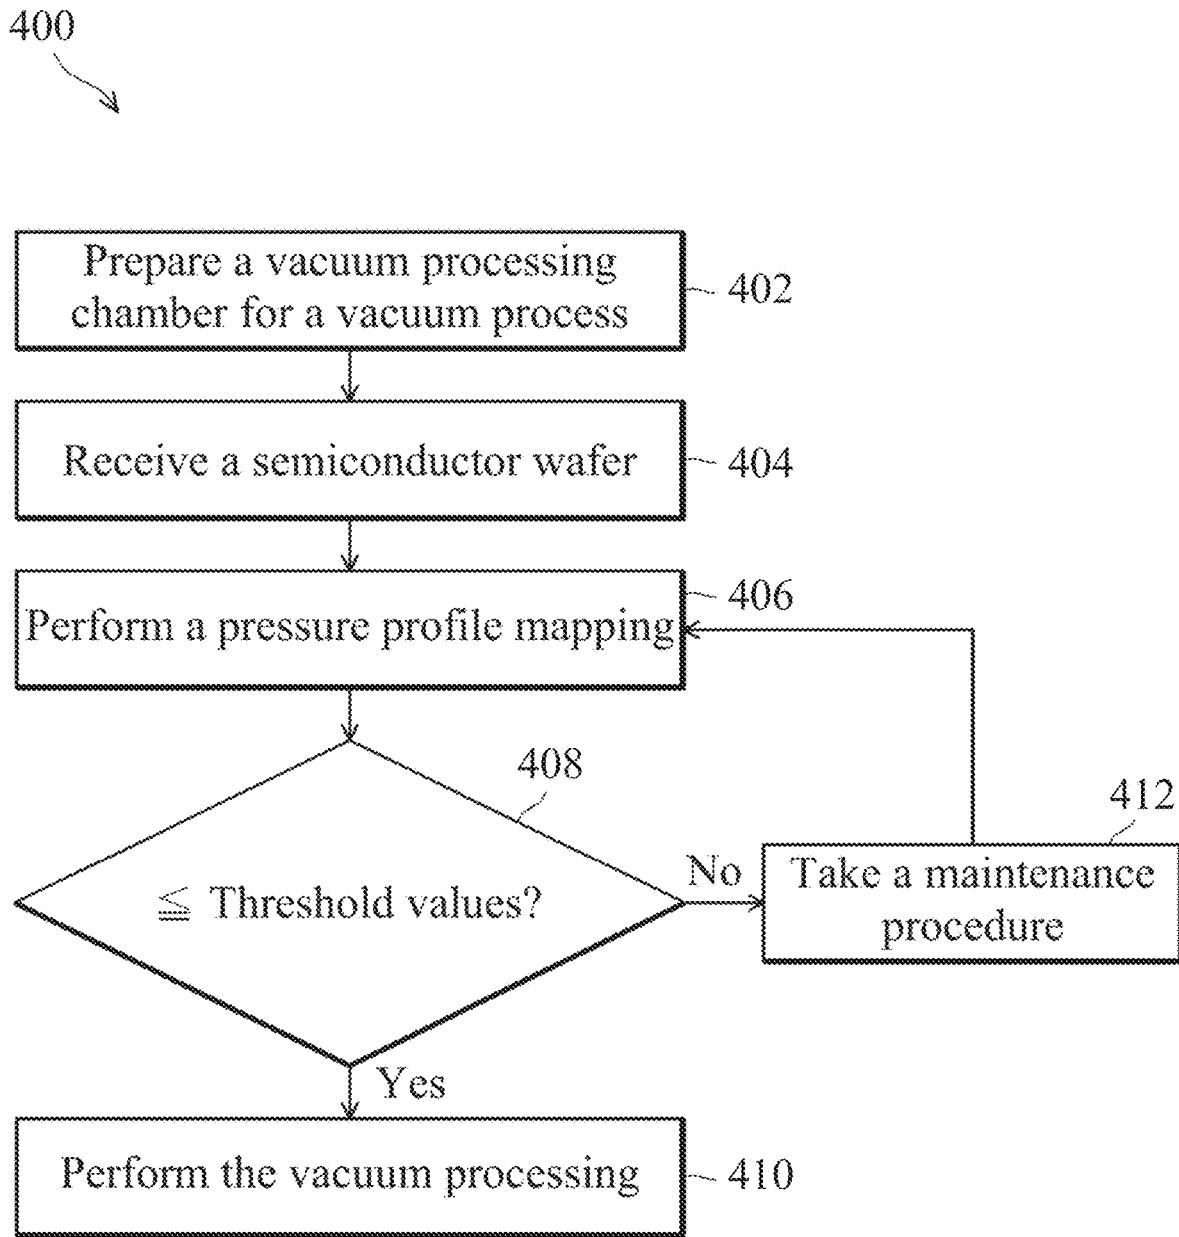 400
Prepare a vacuum processing
chamber for a vacuum process
402
Receive a semiconductor wafer
404
Perform a pressure profile mapping
406
408
≦ Threshold values?
No
412
Take a maintenance
procedure
Yes
Perform the vacuum processing
410